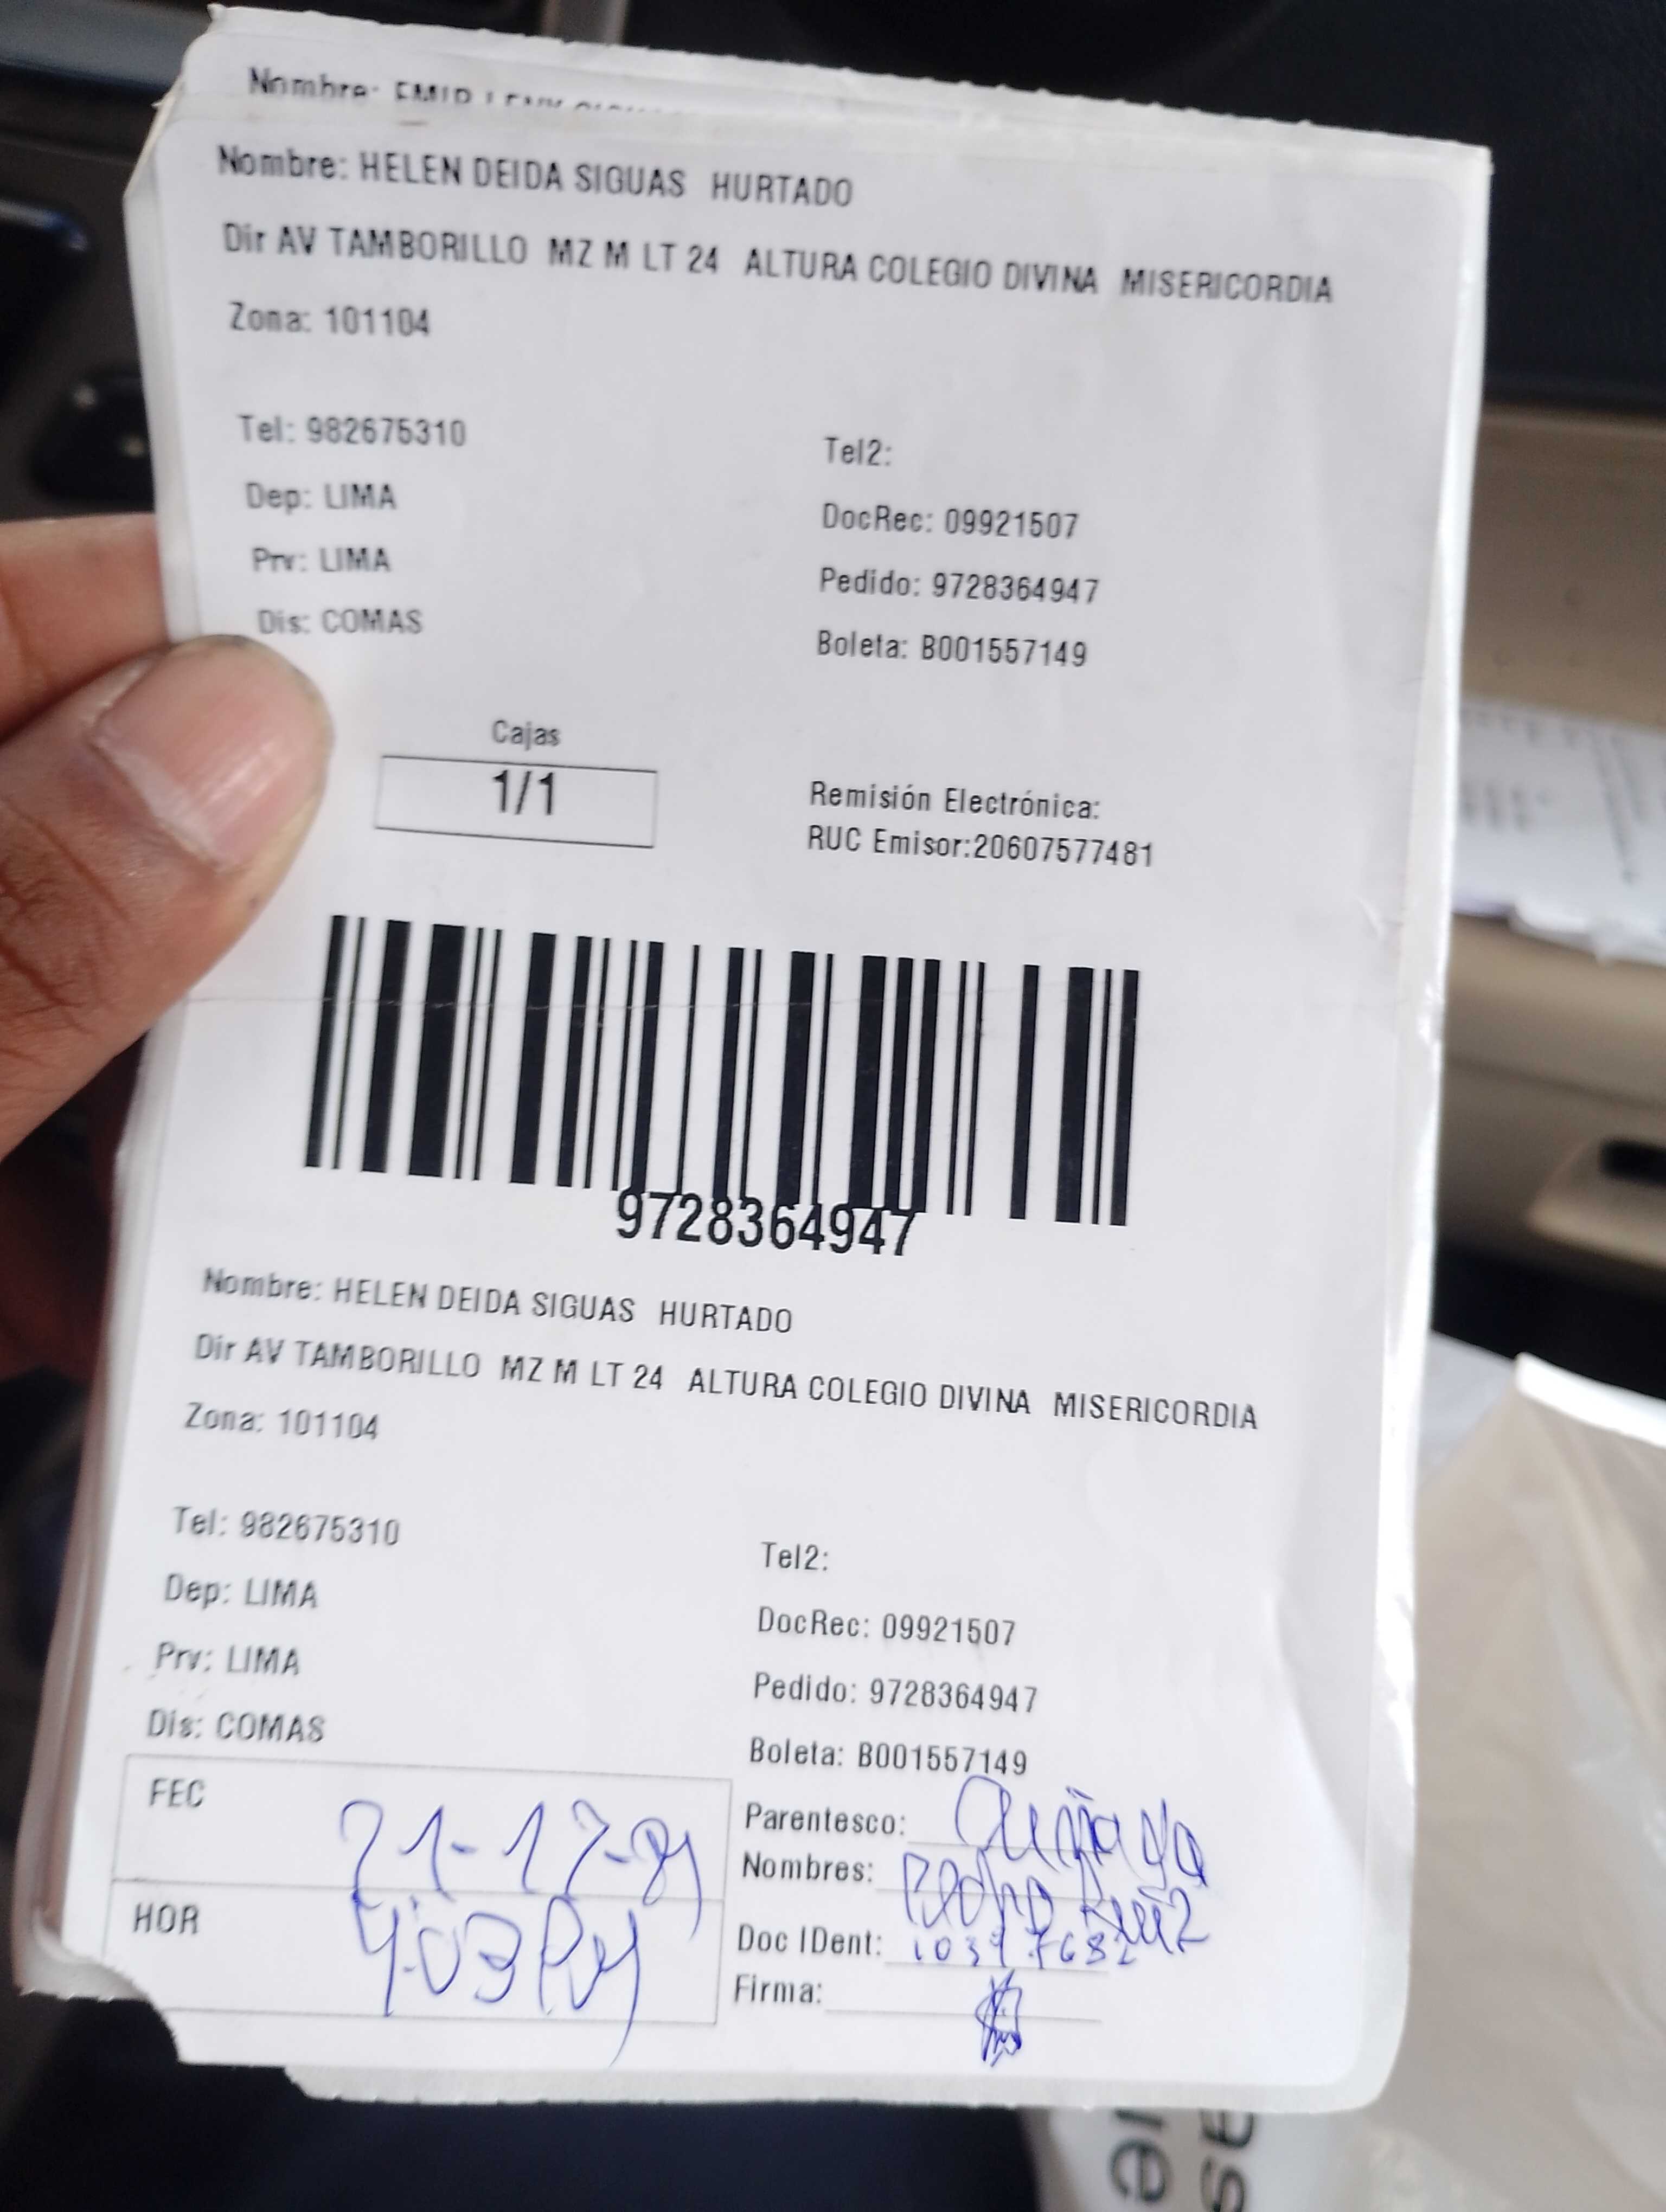 Nombre:
Nombre: HELEN DEIDA SIGUAS HURTADO
Dir AV TAMBORILLO MZ M LT 24 ALTURA COLEGIO DIVINA MISERICORDIA
Zona: 101104
Tel: 982675310
Tel2:
Dep: LIMA
DocRec: 09921507
Prv: LIMA
Pedido: 9728364947
Dis: COMAS
Boleta: B001557149
Cajas
1/1
Remisión Electrónica:
RUC Emisor:20607577481
9728364947
Nombre: HELEN DEIDA SIGUAS HURTADO
Dir AV TAMBORILLO MZ M LT 24 ALTURA COLEGIO DIVINA MISERICORDIA
Zona: 101104
Tel: 982675310
Tel2:
Dep: LIMA
DocRec: 09921507
Prv: LIMA
Pedido: 9728364947
Dis: COMAS
Boleta: B001557149
FEC
Parentesco: Cuñado
Nombres: Pedro Ruiz
HOR
Doc IDent:
Firma: